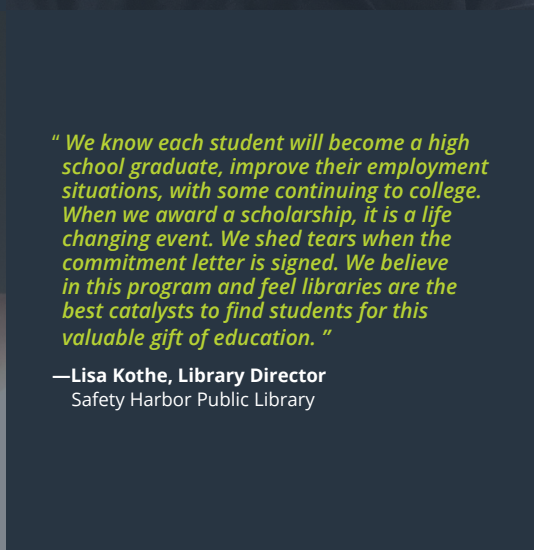 “ We know each student will become a high
school graduate, improve their employment
situations, with some continuing to college.
When we award a scholarship, it is a life
changing event. We shed tears when the
commitment letter is signed. We believe
in this program and feel libraries are the
best catalysts to find students for this
valuable gift of education. ”
—Lisa Kothe, Library Director
Safety Harbor Public Library